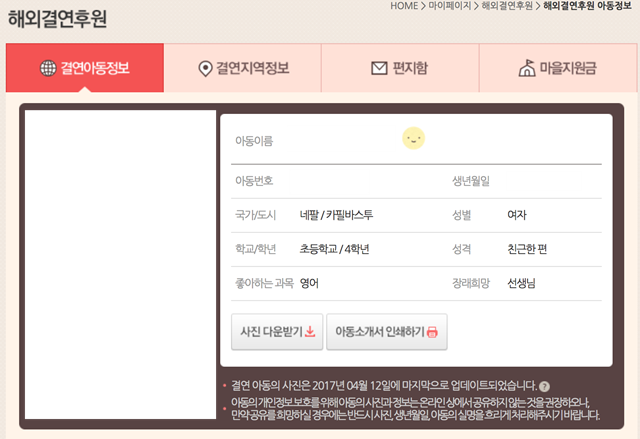 해외결연후원
HOME > 마이페이지 > 해외결연후원 > 해외결연후원 아동정보
결연아동정보
결연지역정보
편지함
마을지원금
아동이름
아동번호 생년월일
국가/도시 네팔 / 카필바스투 성별 여자
학교/학년 초등학교 / 4학년 성격 친근한 편
좋아하는 과목 영어 장래희망 선생님
사진 다운받기 아동소개서 인쇄하기
• 결연 아동의 사진은 2017년 04월 12일에 마지막으로 업데이트되었습니다. ?
• 아동의 개인정보 보호를 위해 아동의 사진과 정보는 온라인 상에서 공유하지 않는 것을 권장하오나,
만약 공유를 희망하실 경우에는 반드시 사진, 생년월일, 아동의 실명을 흐리게 처리해주시기 바랍니다.